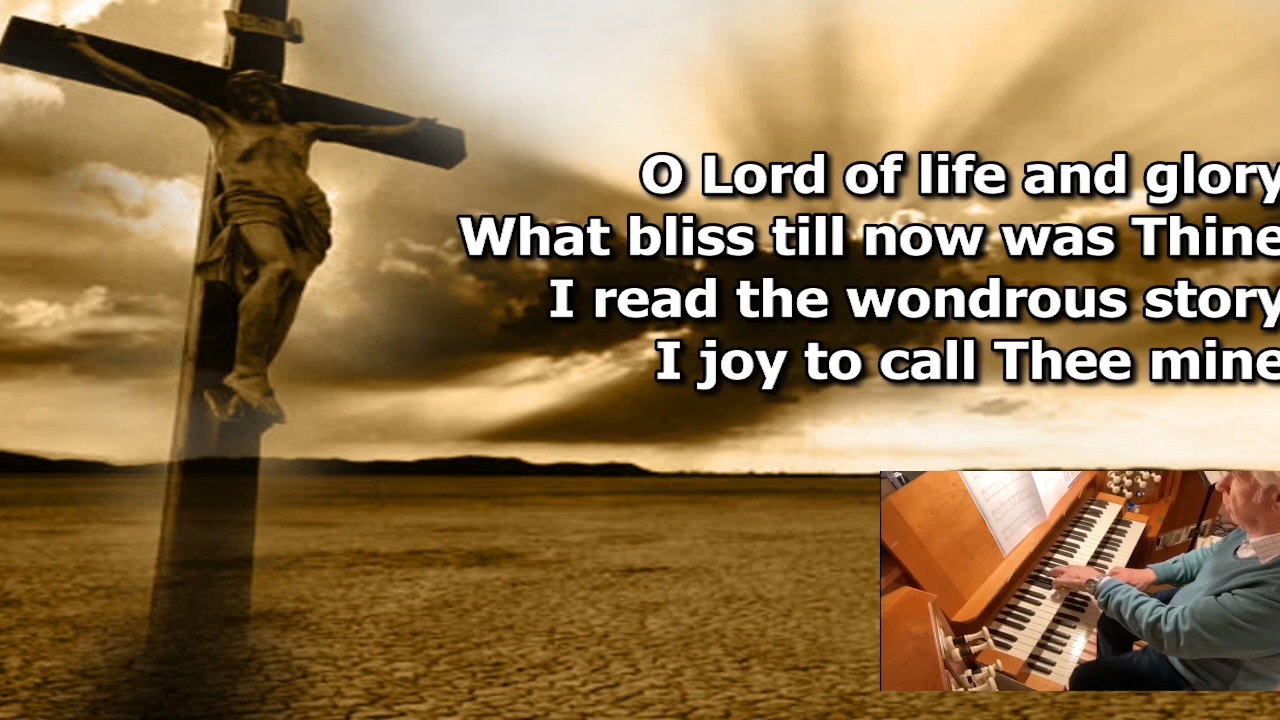 O Lord of life and glory
What bliss till now was Thine
I read the wondrous story
I joy to call Thee mine